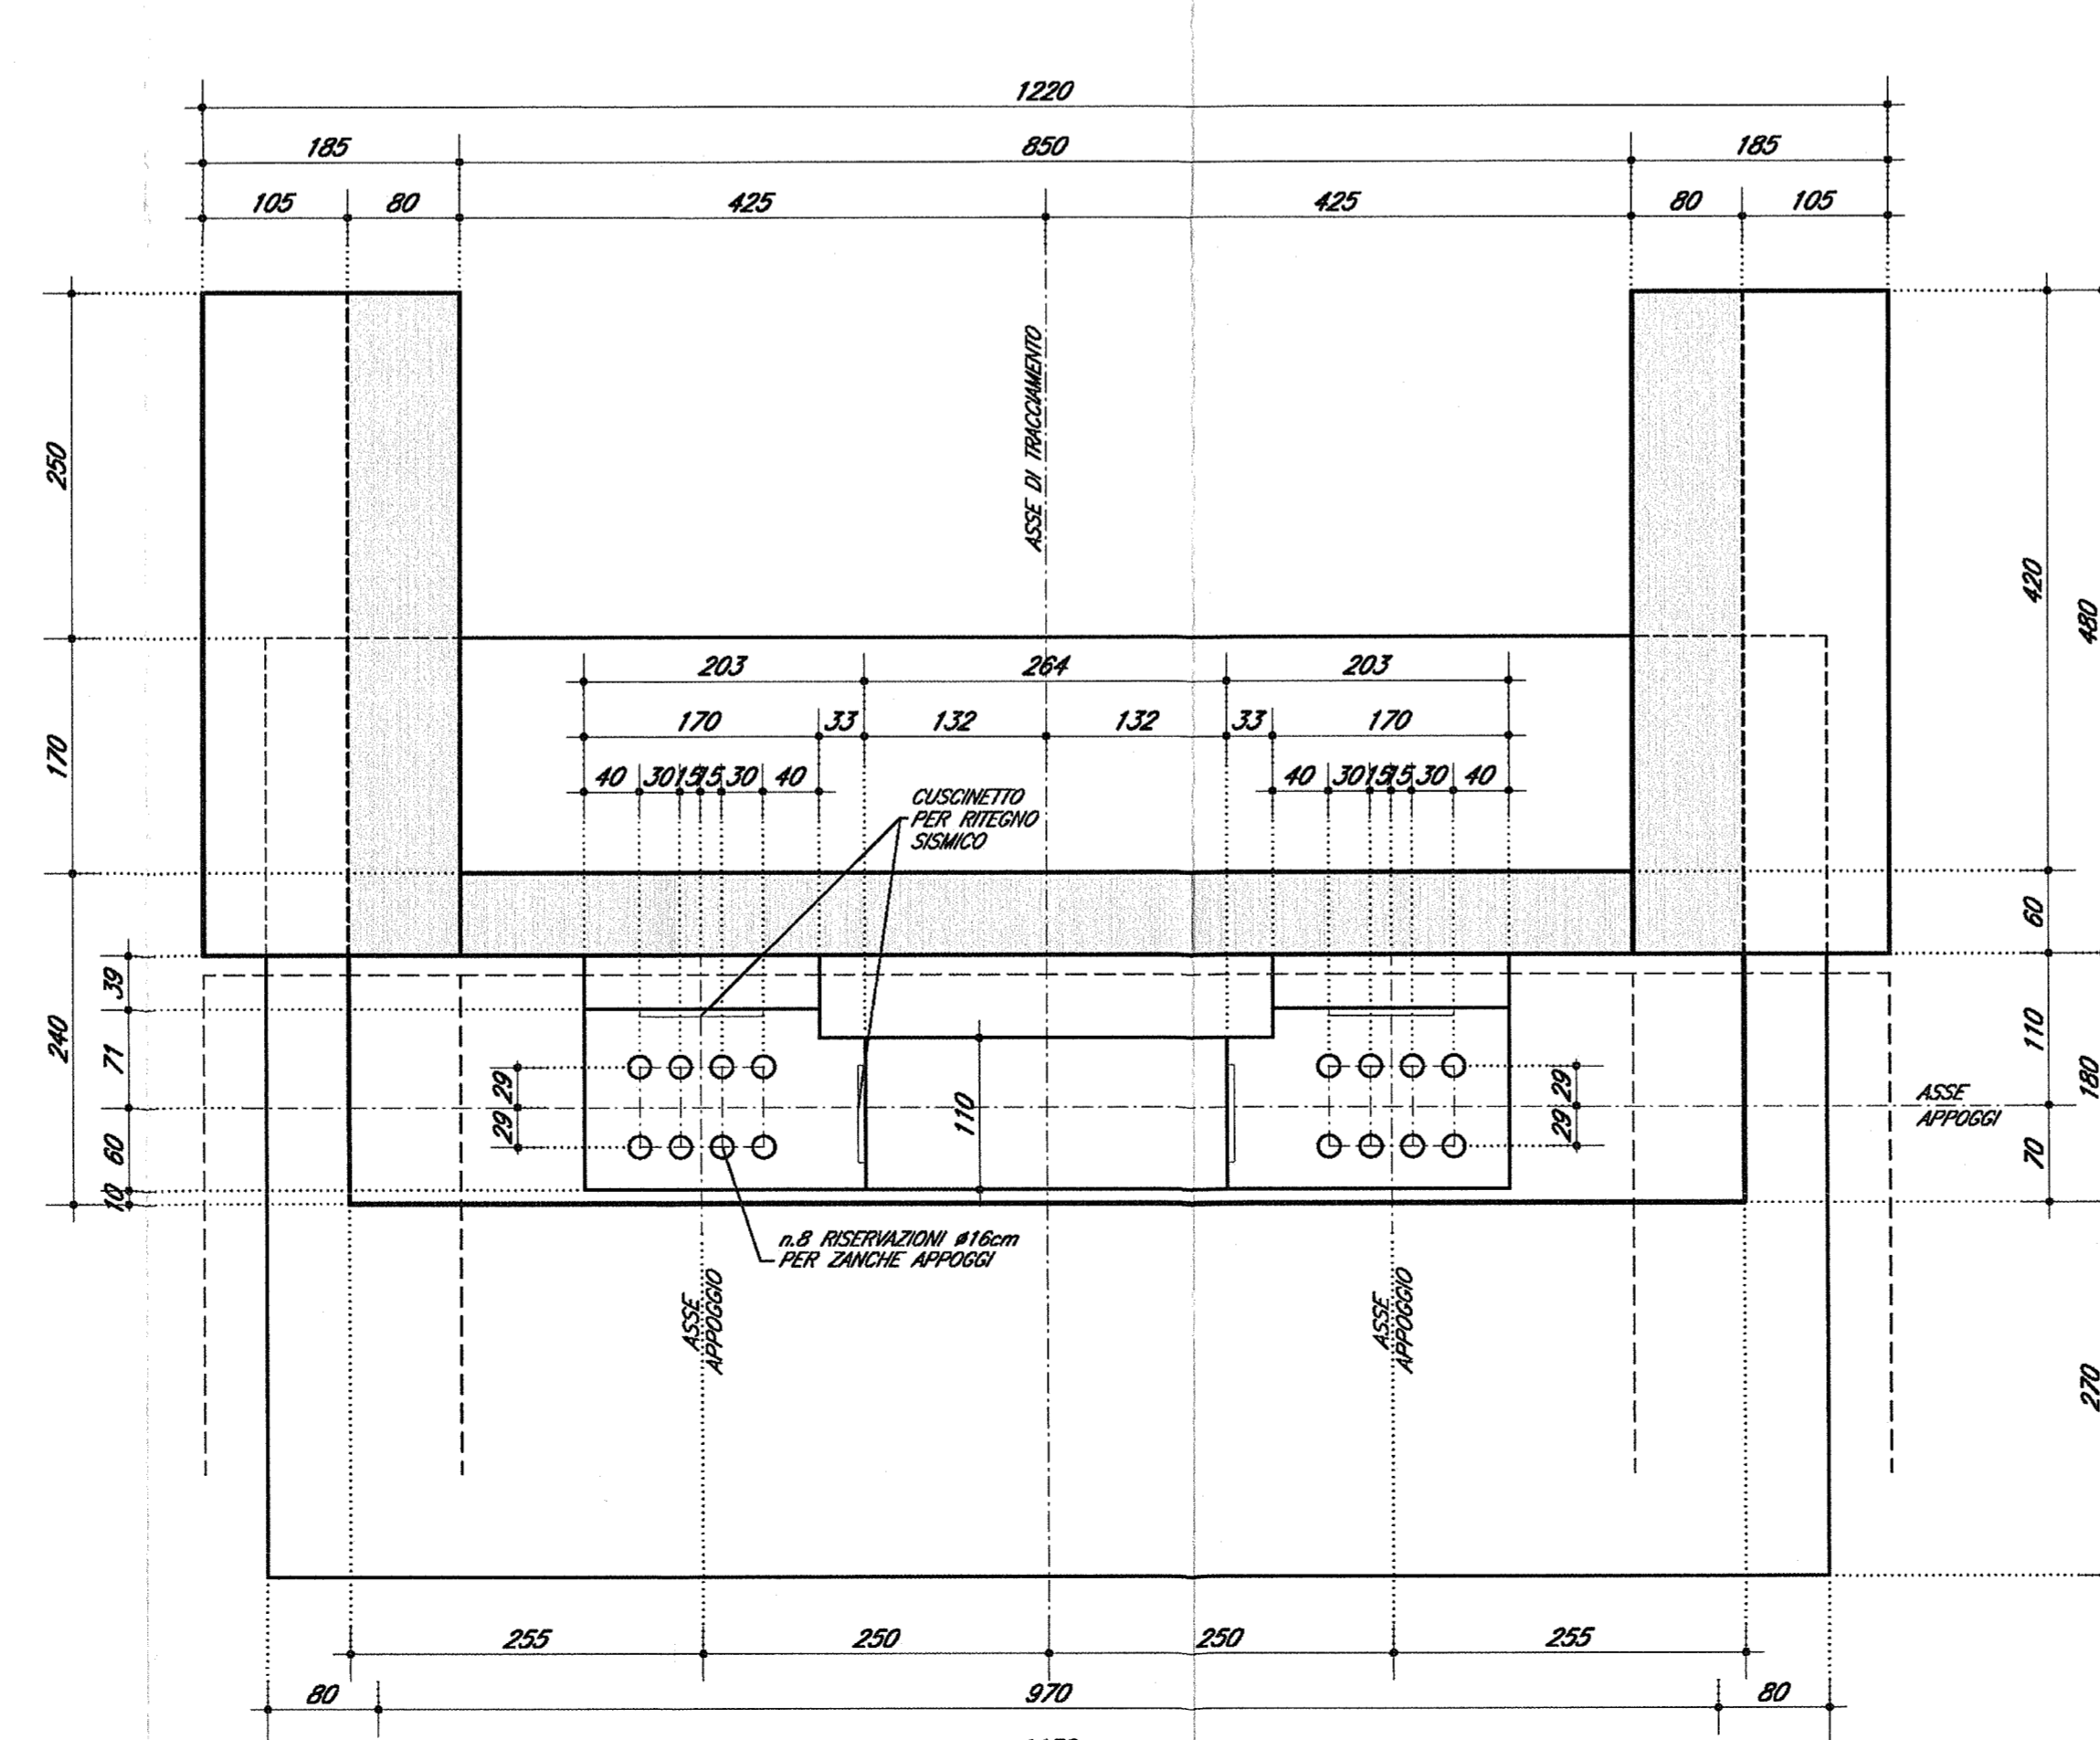 1220
185 850 185
105 80 425 425 80 105
ASSE DI TRACCIAMENTO
250
420
480
203 264 203
170 33 132 132 33 170
40 30 15 15 30 40 40 30 15 15 30 40
170
CUSCINETTO
PER RITEGNO
SISMICO
60
39
240
71
60
10
29
29
110
29
29
110
180
70
ASSE
APPOGGI
n.8 RISERVAZIONI ø16cm
PER ZANCHE APPOGGI
ASSE
APPOGGIO
ASSE
APPOGGIO
270
255 250 250 255
80 970 80